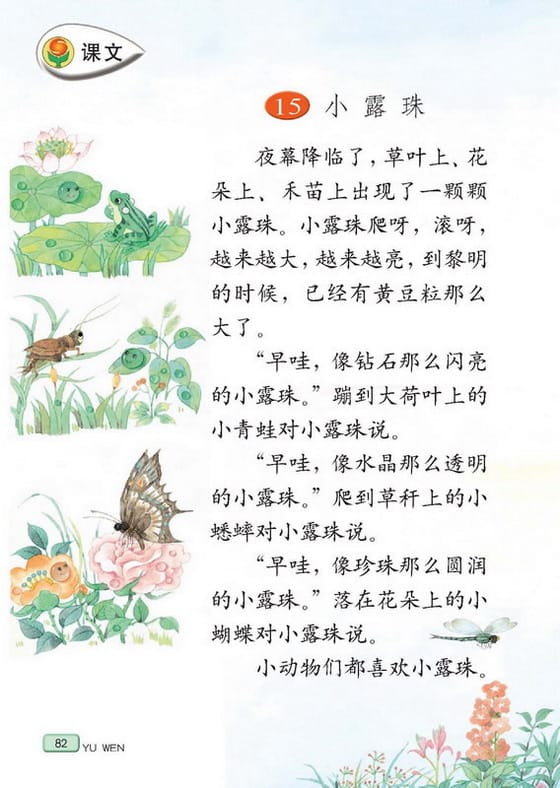 课文
15 小露珠
夜幕降临了，草叶上、花
朵上、禾苗上出现了一颗颗
小露珠。小露珠爬呀，滚呀，
越来越大，越来越亮，到黎明
的时候，已经有黄豆粒那么
大了。
“早哇，像钻石那么闪亮
的小露珠。”蹦到大荷叶上的
小青蛙对小露珠说。
“早哇，像水晶那么透明
的小露珠。”爬到草秆上的小
蟋蟀对小露珠说。
“早哇，像珍珠那么圆润
的小露珠。”落在花朵上的小
蝴蝶对小露珠说。
小动物们都喜欢小露珠。
82 YU WEN